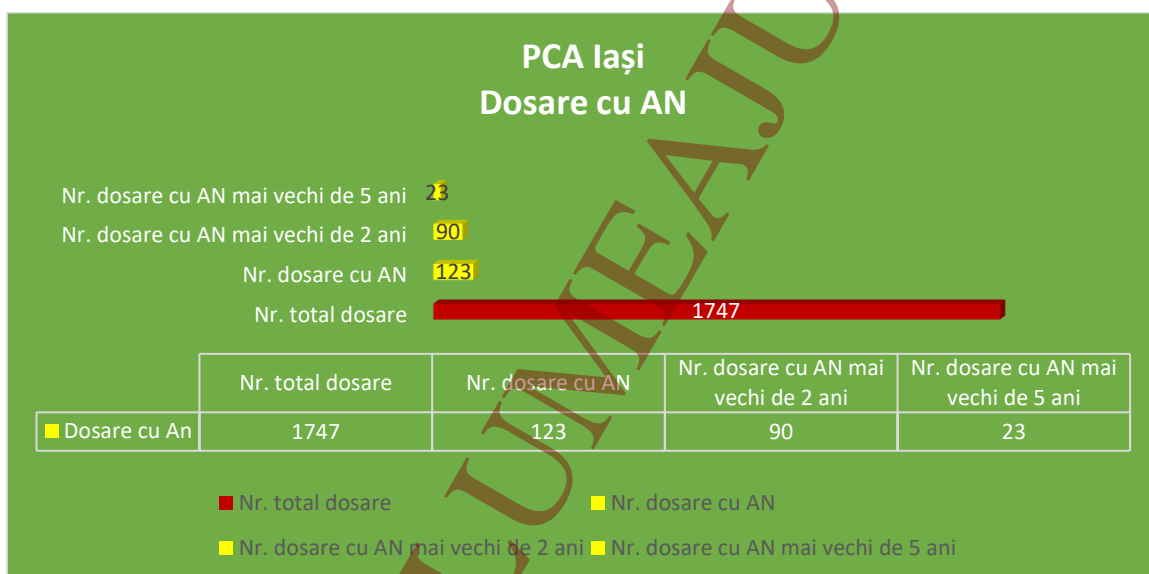 PCA Iași
Dosare cu AN
Nr. dosare cu AN mai vechi de 5 ani 23
Nr. dosare cu AN mai vechi de 2 ani 90
Nr. dosare cu AN 123
Nr. total dosare 1747
Nr. total dosare Nr. dosare cu AN Nr. dosare cu AN mai vechi de 2 ani Nr. dosare cu AN mai vechi de 5 ani
Dosare cu An 1747 123 90 23
Nr. total dosare Nr. dosare cu AN
Nr. dosare cu AN mai vechi de 2 ani Nr. dosare cu AN mai vechi de 5 ani
L UMEAJU